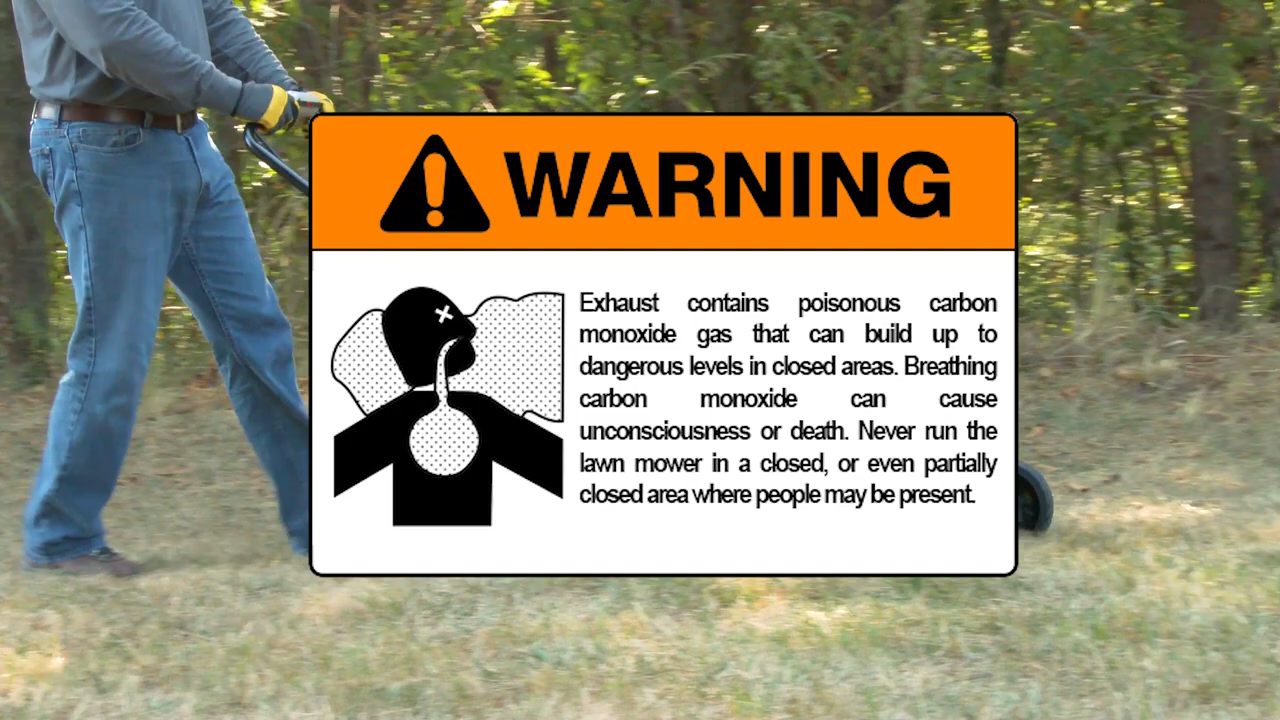 WARNING
Exhaust contains poisonous carbon
monoxide gas that can build up to
dangerous levels in closed areas. Breathing
carbon monoxide can cause
unconsciousness or death. Never run the
lawn mower in a closed, or even partially
closed area where people may be present.